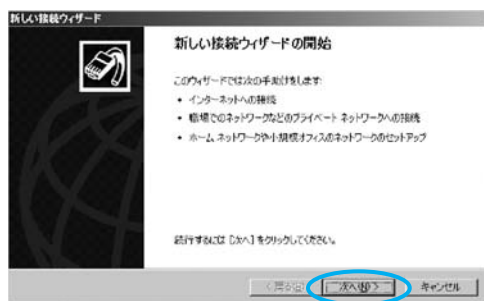 新しい接続ウィザード
新しい接続ウィザードの開始
このウィザードでは次の手助けをします:
• インターネットへの接続
• 職場でのネットワークなどのプライベート ネットワークへの接続
• ホーム ネットワークや小規模オフィスのネットワークのセットアップ
続行するには [次へ] をクリックしてください。
< 戻る(B)
次へ(N) >
キャンセル